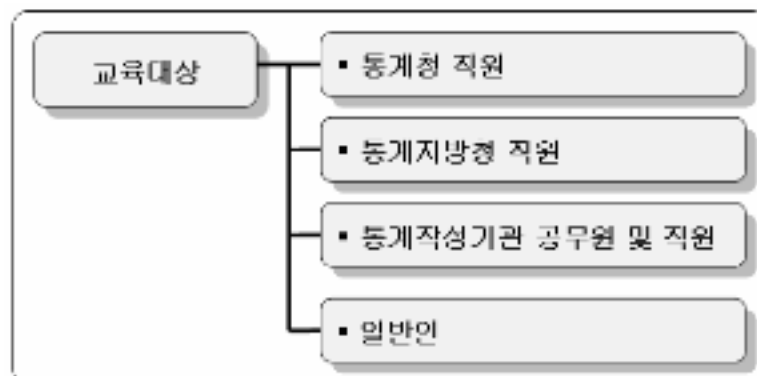 교육대상
▪ 통계청 직원
▪ 통계지방청 직원
▪ 통계작성기관 공무원 및 직원
▪ 일반인